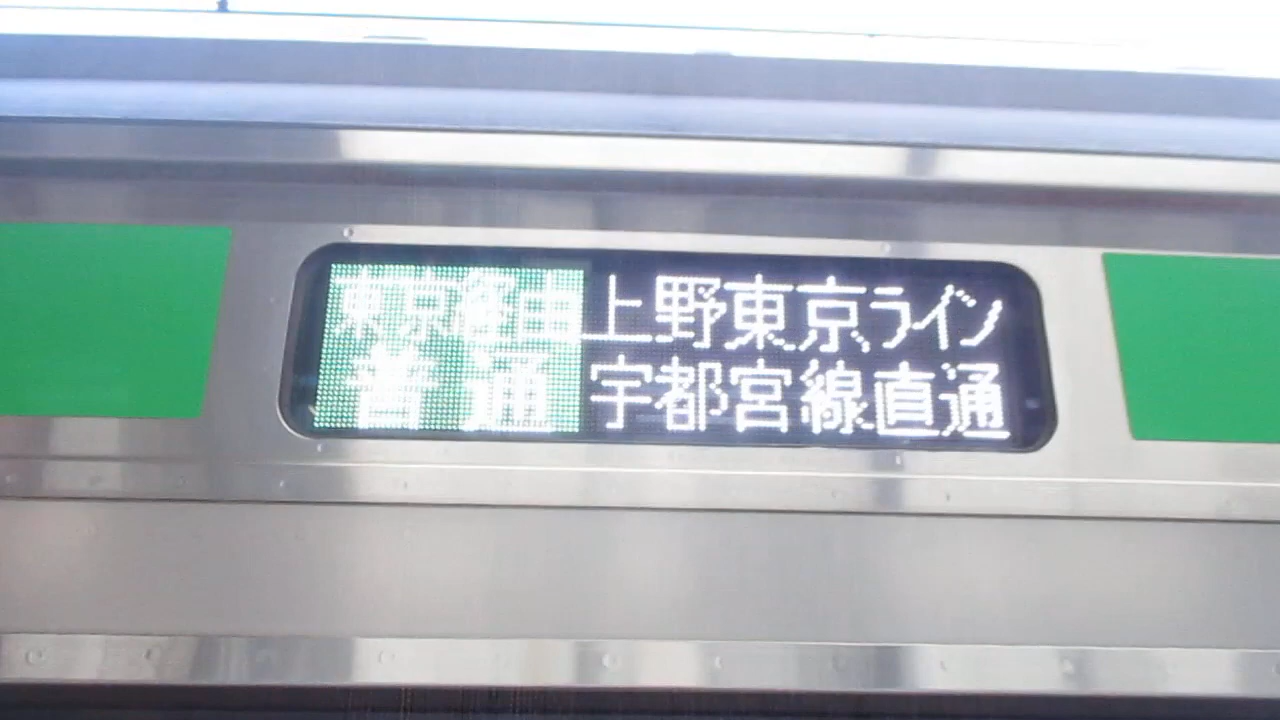 東京経由
普通
上野東京ライン
宇都宮線直通